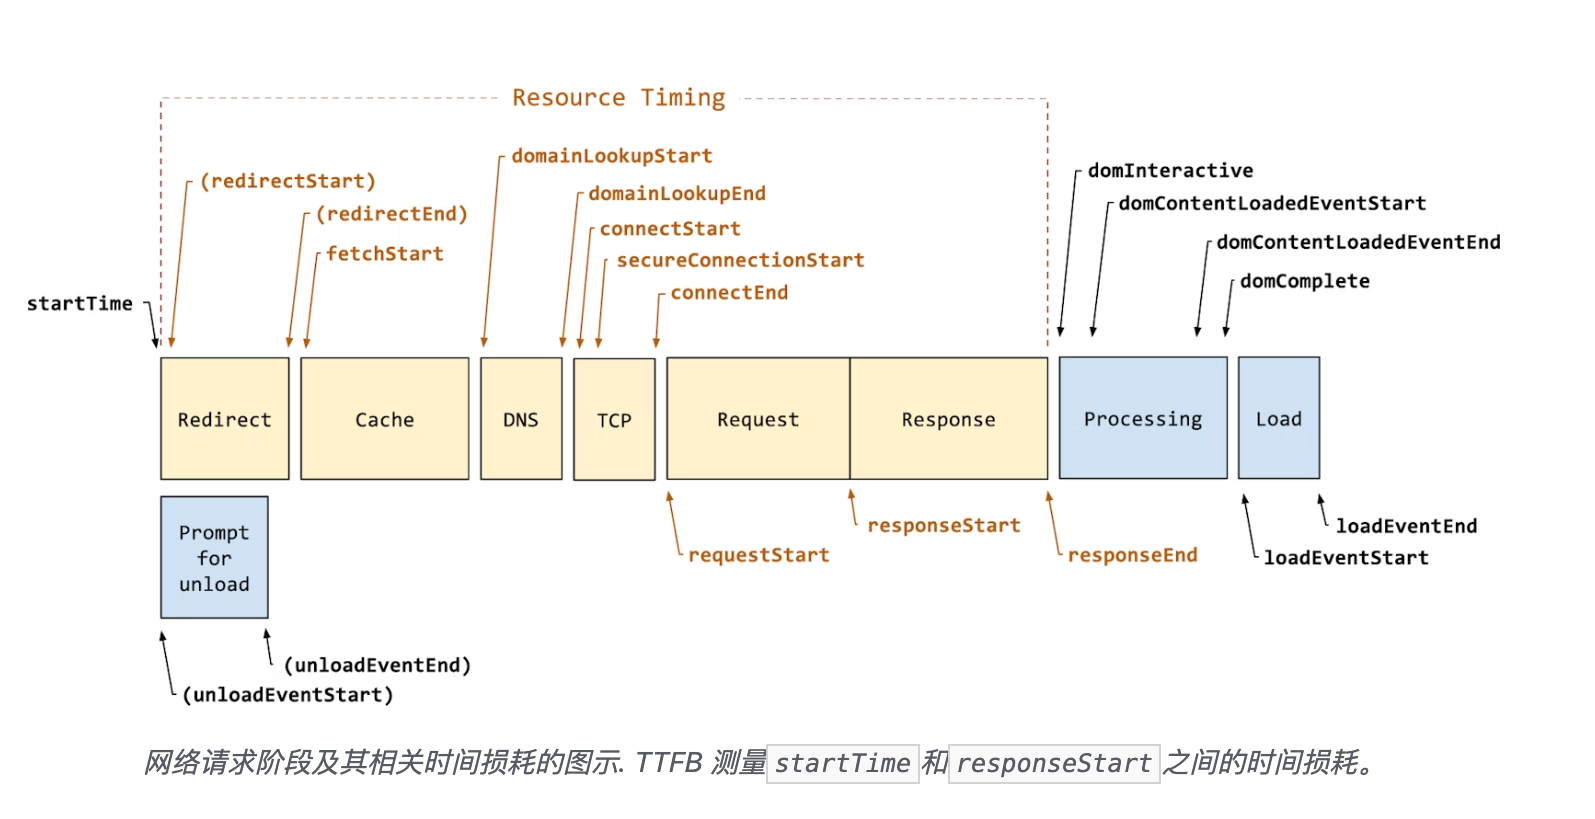 Resource Timing
domainLookupStart
(redirectStart)
domInteractive
domainLookupEnd
(redirectEnd)
domContentLoadedEventStart
connectStart
fetchStart
domContentLoadedEventEnd
secureConnectionStart
domComplete
connectEnd
startTime
Redirect
Cache
DNS
TCP
Request
Response
Processing
Load
Prompt
for
unload
responseStart
loadEventEnd
requestStart
responseEnd
loadEventStart
(unloadEventEnd)
(unloadEventStart)
网络请求阶段及其相关时间损耗的图示. TTFB 测量 startTime 和 responseStart 之间的时间损耗。